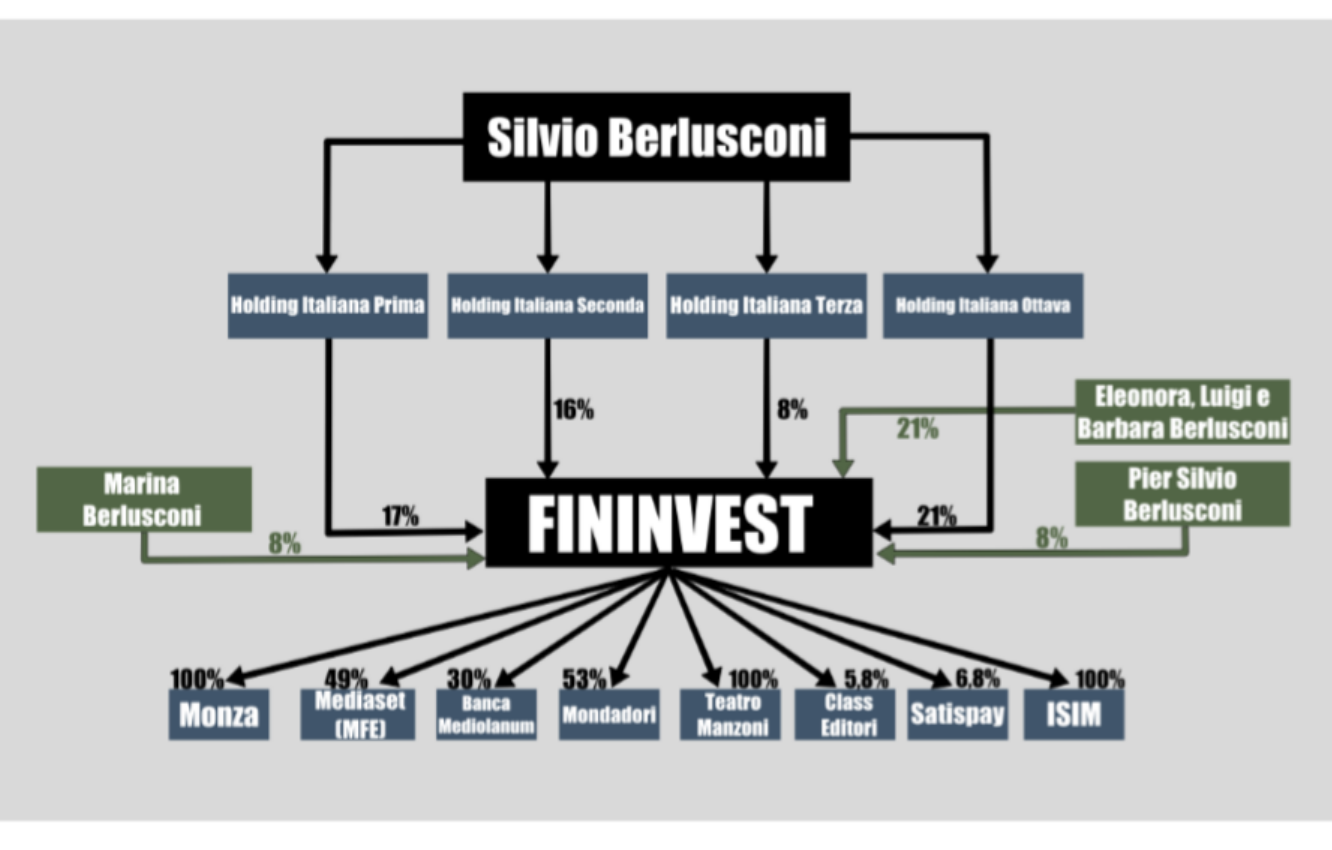 Silvio Berlusconi
Holding Italiana Prima
Holding Italiana Seconda
Holding Italiana Terza
Holding Italiana Ottava
16%
8%
Eleonora, Luigi e
Barbara Berlusconi
21%
Marina
Berlusconi
Pier Silvio
Berlusconi
FININVEST
17%
21%
8%
8%
100%
49%
30%
53%
100%
5,8%
6,8%
100%
Monza
Mediaset
(MFE)
Banca
Mediolanum
Mondadori
Teatro
Manzoni
Class
Editori
Satispay
ISIM